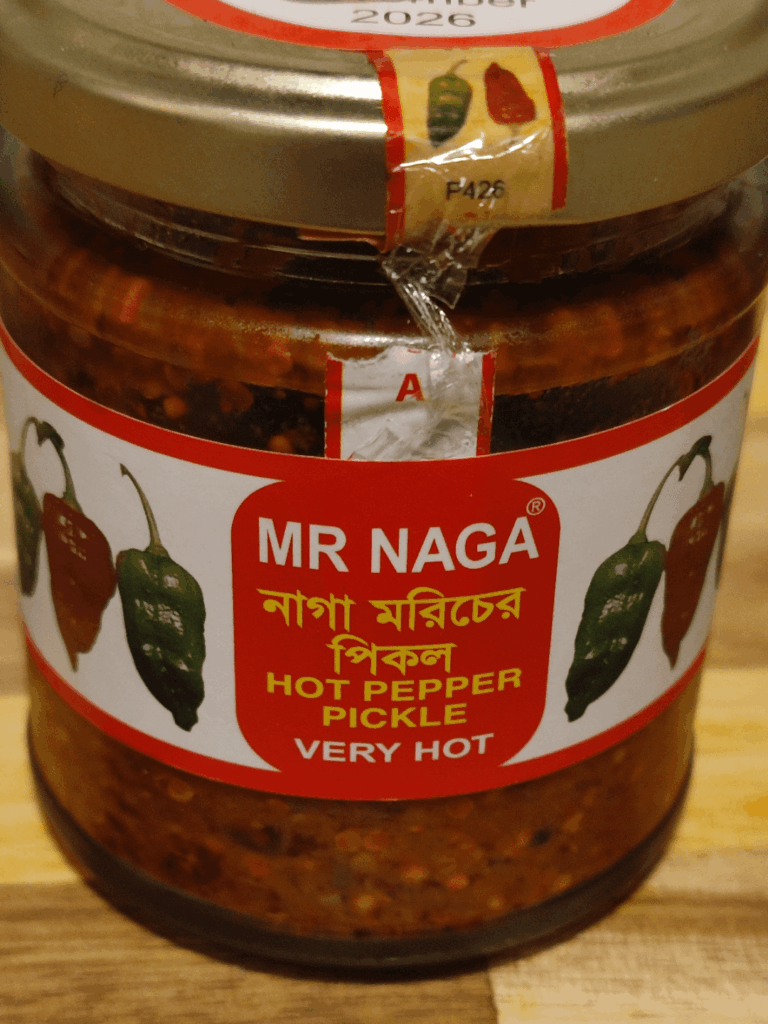 2026
P426
A
MR NAGA®
নাগা মরিচের
পিকল
HOT PEPPER
PICKLE
VERY HOT